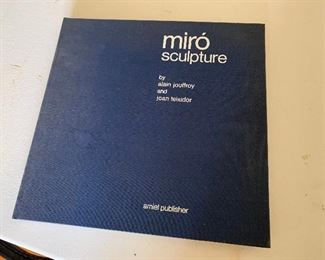 miró
sculpture
by
alain jouffroy
and
joan teixidor
amiel publisher